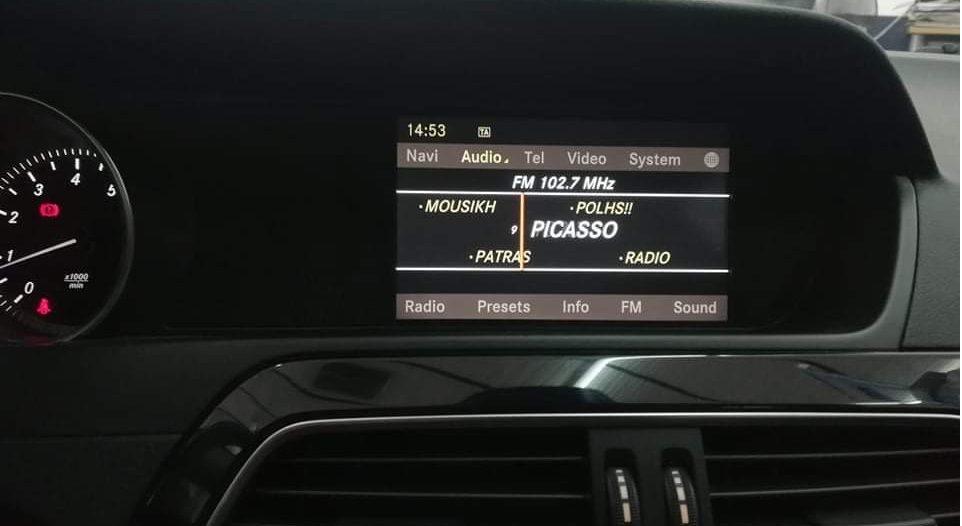 14:53 TA
Navi Audio Tel Video System
FM 102.7 MHz
MOUSIKH POLHS!!
9 PICASSO
PATRAS RADIO
Radio Presets Info FM Sound
5
4
3
2
1
0
x1000
min